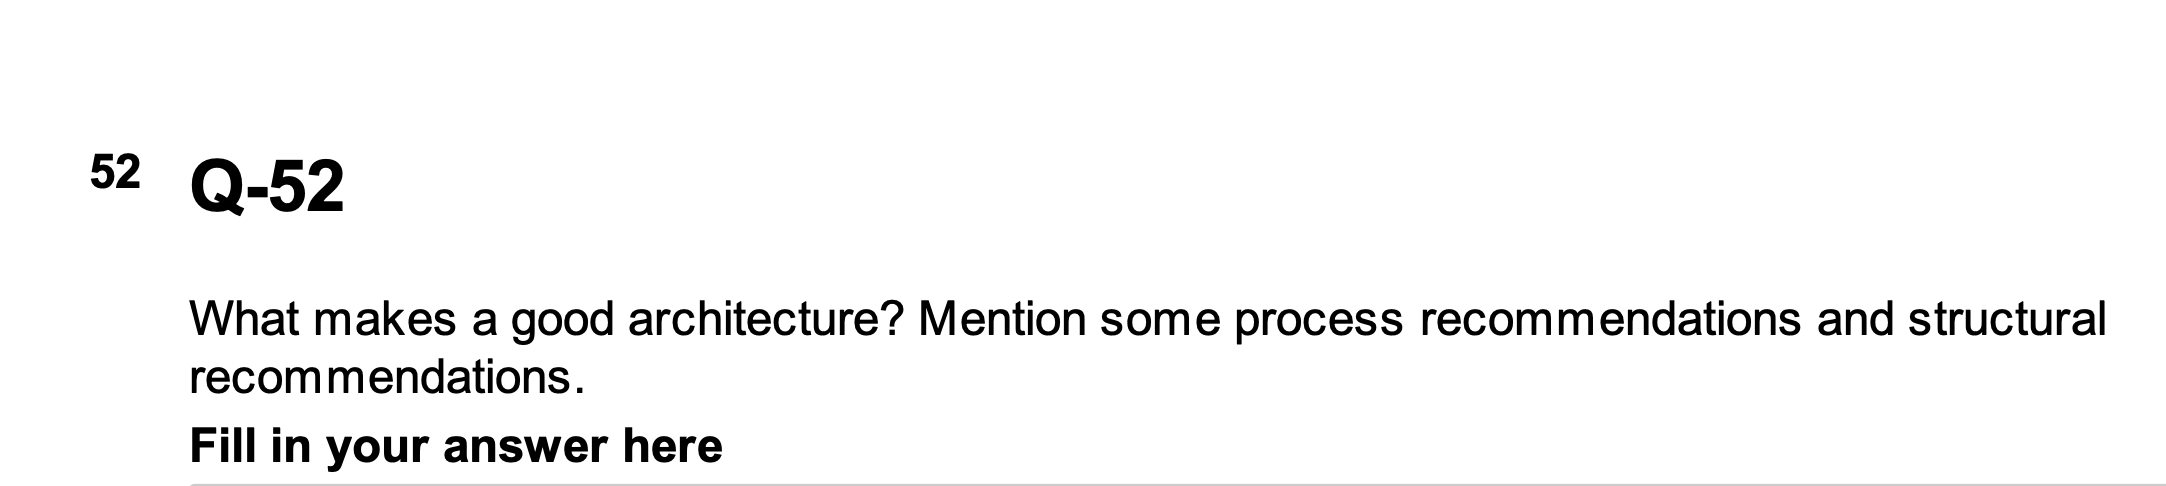 52 Q-52
What makes a good architecture? Mention some process recommendations and structural
recommendations.
Fill in your answer here